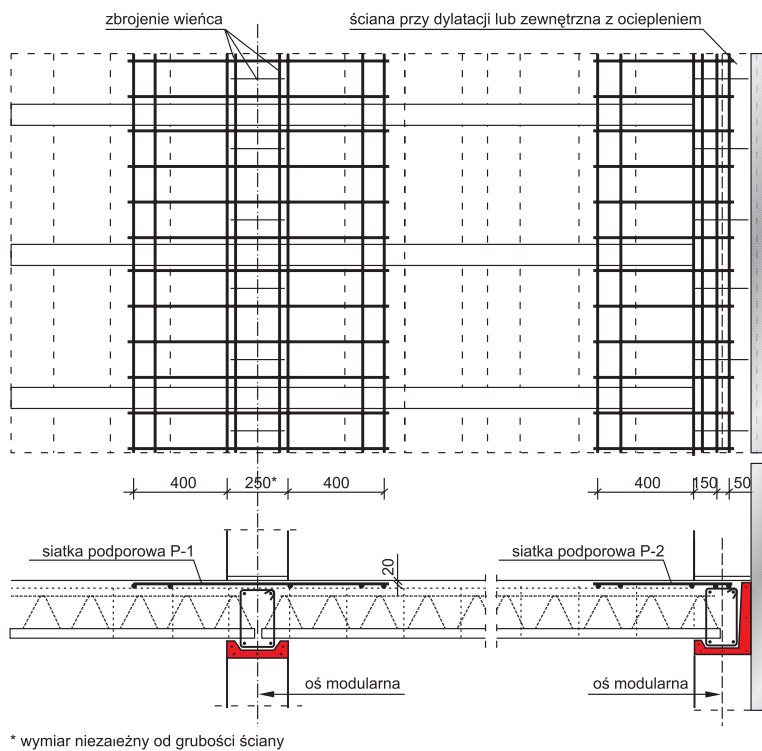 zbrojenie wieńca
ściana przy dylatacji lub zewnętrzna z ociepleniem
400
250*
400
400
150
50
siatka podporowa P-1
20
siatka podporowa P-2
oś modularna
oś modularna
* wymiar niezaıeżny od grubości ściany